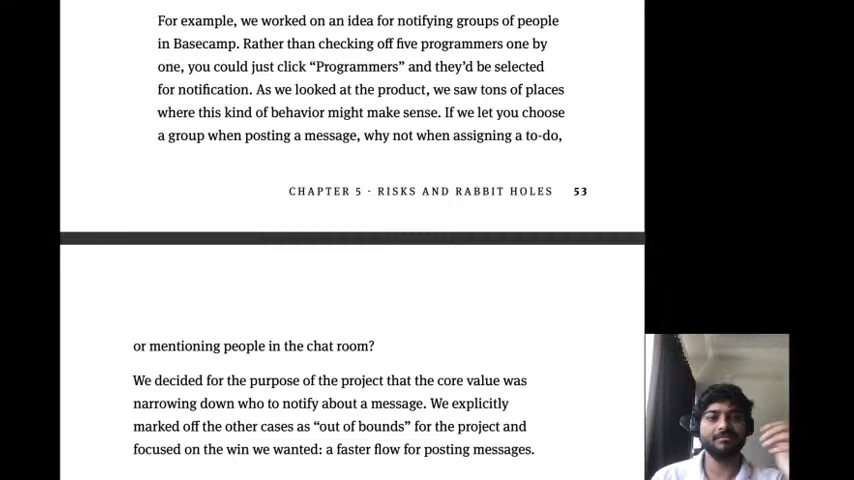 For example, we worked on an idea for notifying groups of people
in Basecamp. Rather than checking off five programmers one by
one, you could just click “Programmers” and they’d be selected
for notification. As we looked at the product, we saw tons of places
where this kind of behavior might make sense. If we let you choose
a group when posting a message, why not when assigning a to-do,
CHAPTER 5 - RISKS AND RABBIT HOLES 53
or mentioning people in the chat room?
We decided for the purpose of the project that the core value was
narrowing down who to notify about a message. We explicitly
marked off the other cases as “out of bounds” for the project and
focused on the win we wanted: a faster flow for posting messages.